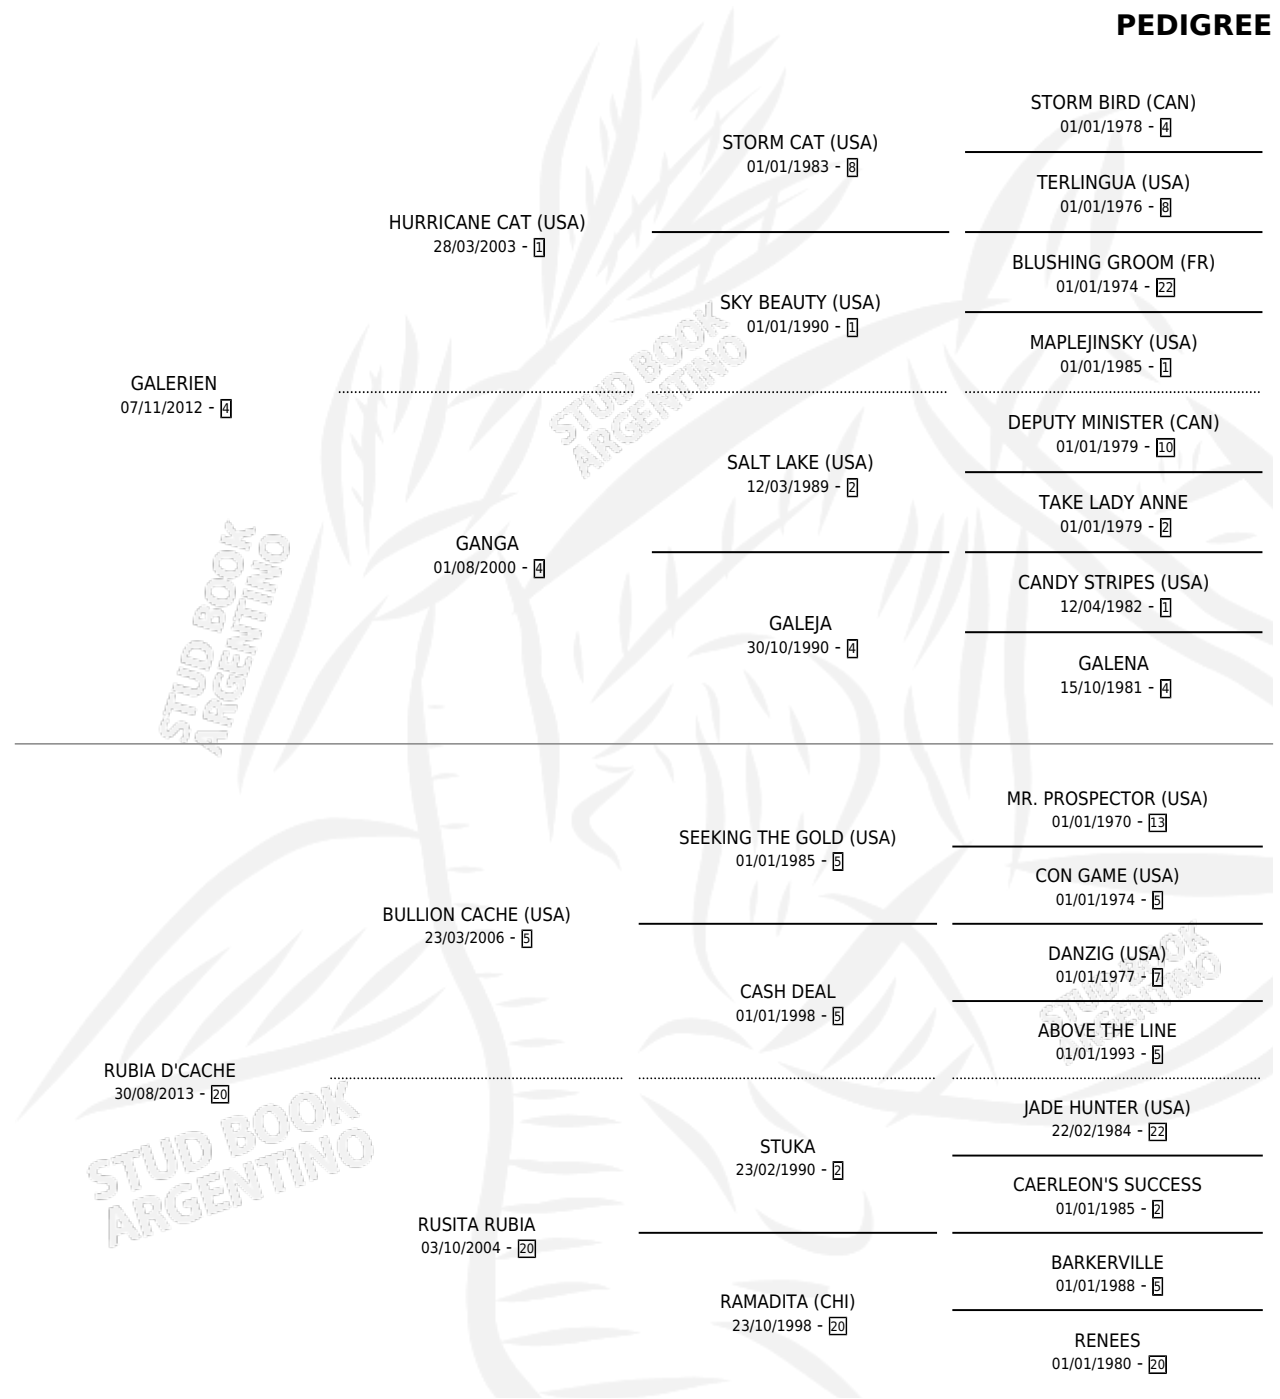 PEDIGREE
STORM BIRD (CAN)
01/01/1978 - 4
STORM CAT (USA)
01/01/1983 - 8
TERLINGUA (USA)
01/01/1976 - 8
HURRICANE CAT (USA)
28/03/2003 - 1
BLUSHING GROOM (FR)
01/01/1974 - 22
SKY BEAUTY (USA)
01/01/1990 - 1
MAPLEJINSKY (USA)
01/01/1985 - 1
GALERIEN
07/11/2012 - 4
DEPUTY MINISTER (CAN)
01/01/1979 - 10
SALT LAKE (USA)
12/03/1989 - 2
TAKE LADY ANNE
01/01/1979 - 2
GANGA
01/08/2000 - 4
CANDY STRIPES (USA)
12/04/1982 - 1
GALEJA
30/10/1990 - 4
GALENA
15/10/1981 - 4
MR. PROSPECTOR (USA)
01/01/1970 - 13
SEEKING THE GOLD (USA)
01/01/1985 - 5
CON GAME (USA)
01/01/1974 - 5
BULLION CACHE (USA)
23/03/2006 - 5
DANZIG (USA)
01/01/1977 - 7
CASH DEAL
01/01/1998 - 5
ABOVE THE LINE
01/01/1993 - 5
RUBIA D'CACHE
30/08/2013 - 20
JADE HUNTER (USA)
22/02/1984 - 22
STUKA
23/02/1990 - 2
CAERLEON'S SUCCESS
01/01/1985 - 2
RUSITA RUBIA
03/10/2004 - 20
BARKERVILLE
01/01/1988 - 5
RAMADITA (CHI)
23/10/1998 - 20
RENEES
01/01/1980 - 20
STUD BOOK
ARGENTINO
STUD BOOK
ARGENTINO
STUD BOOK
ARGENTINO
STUD BOOK
ARGENTINO